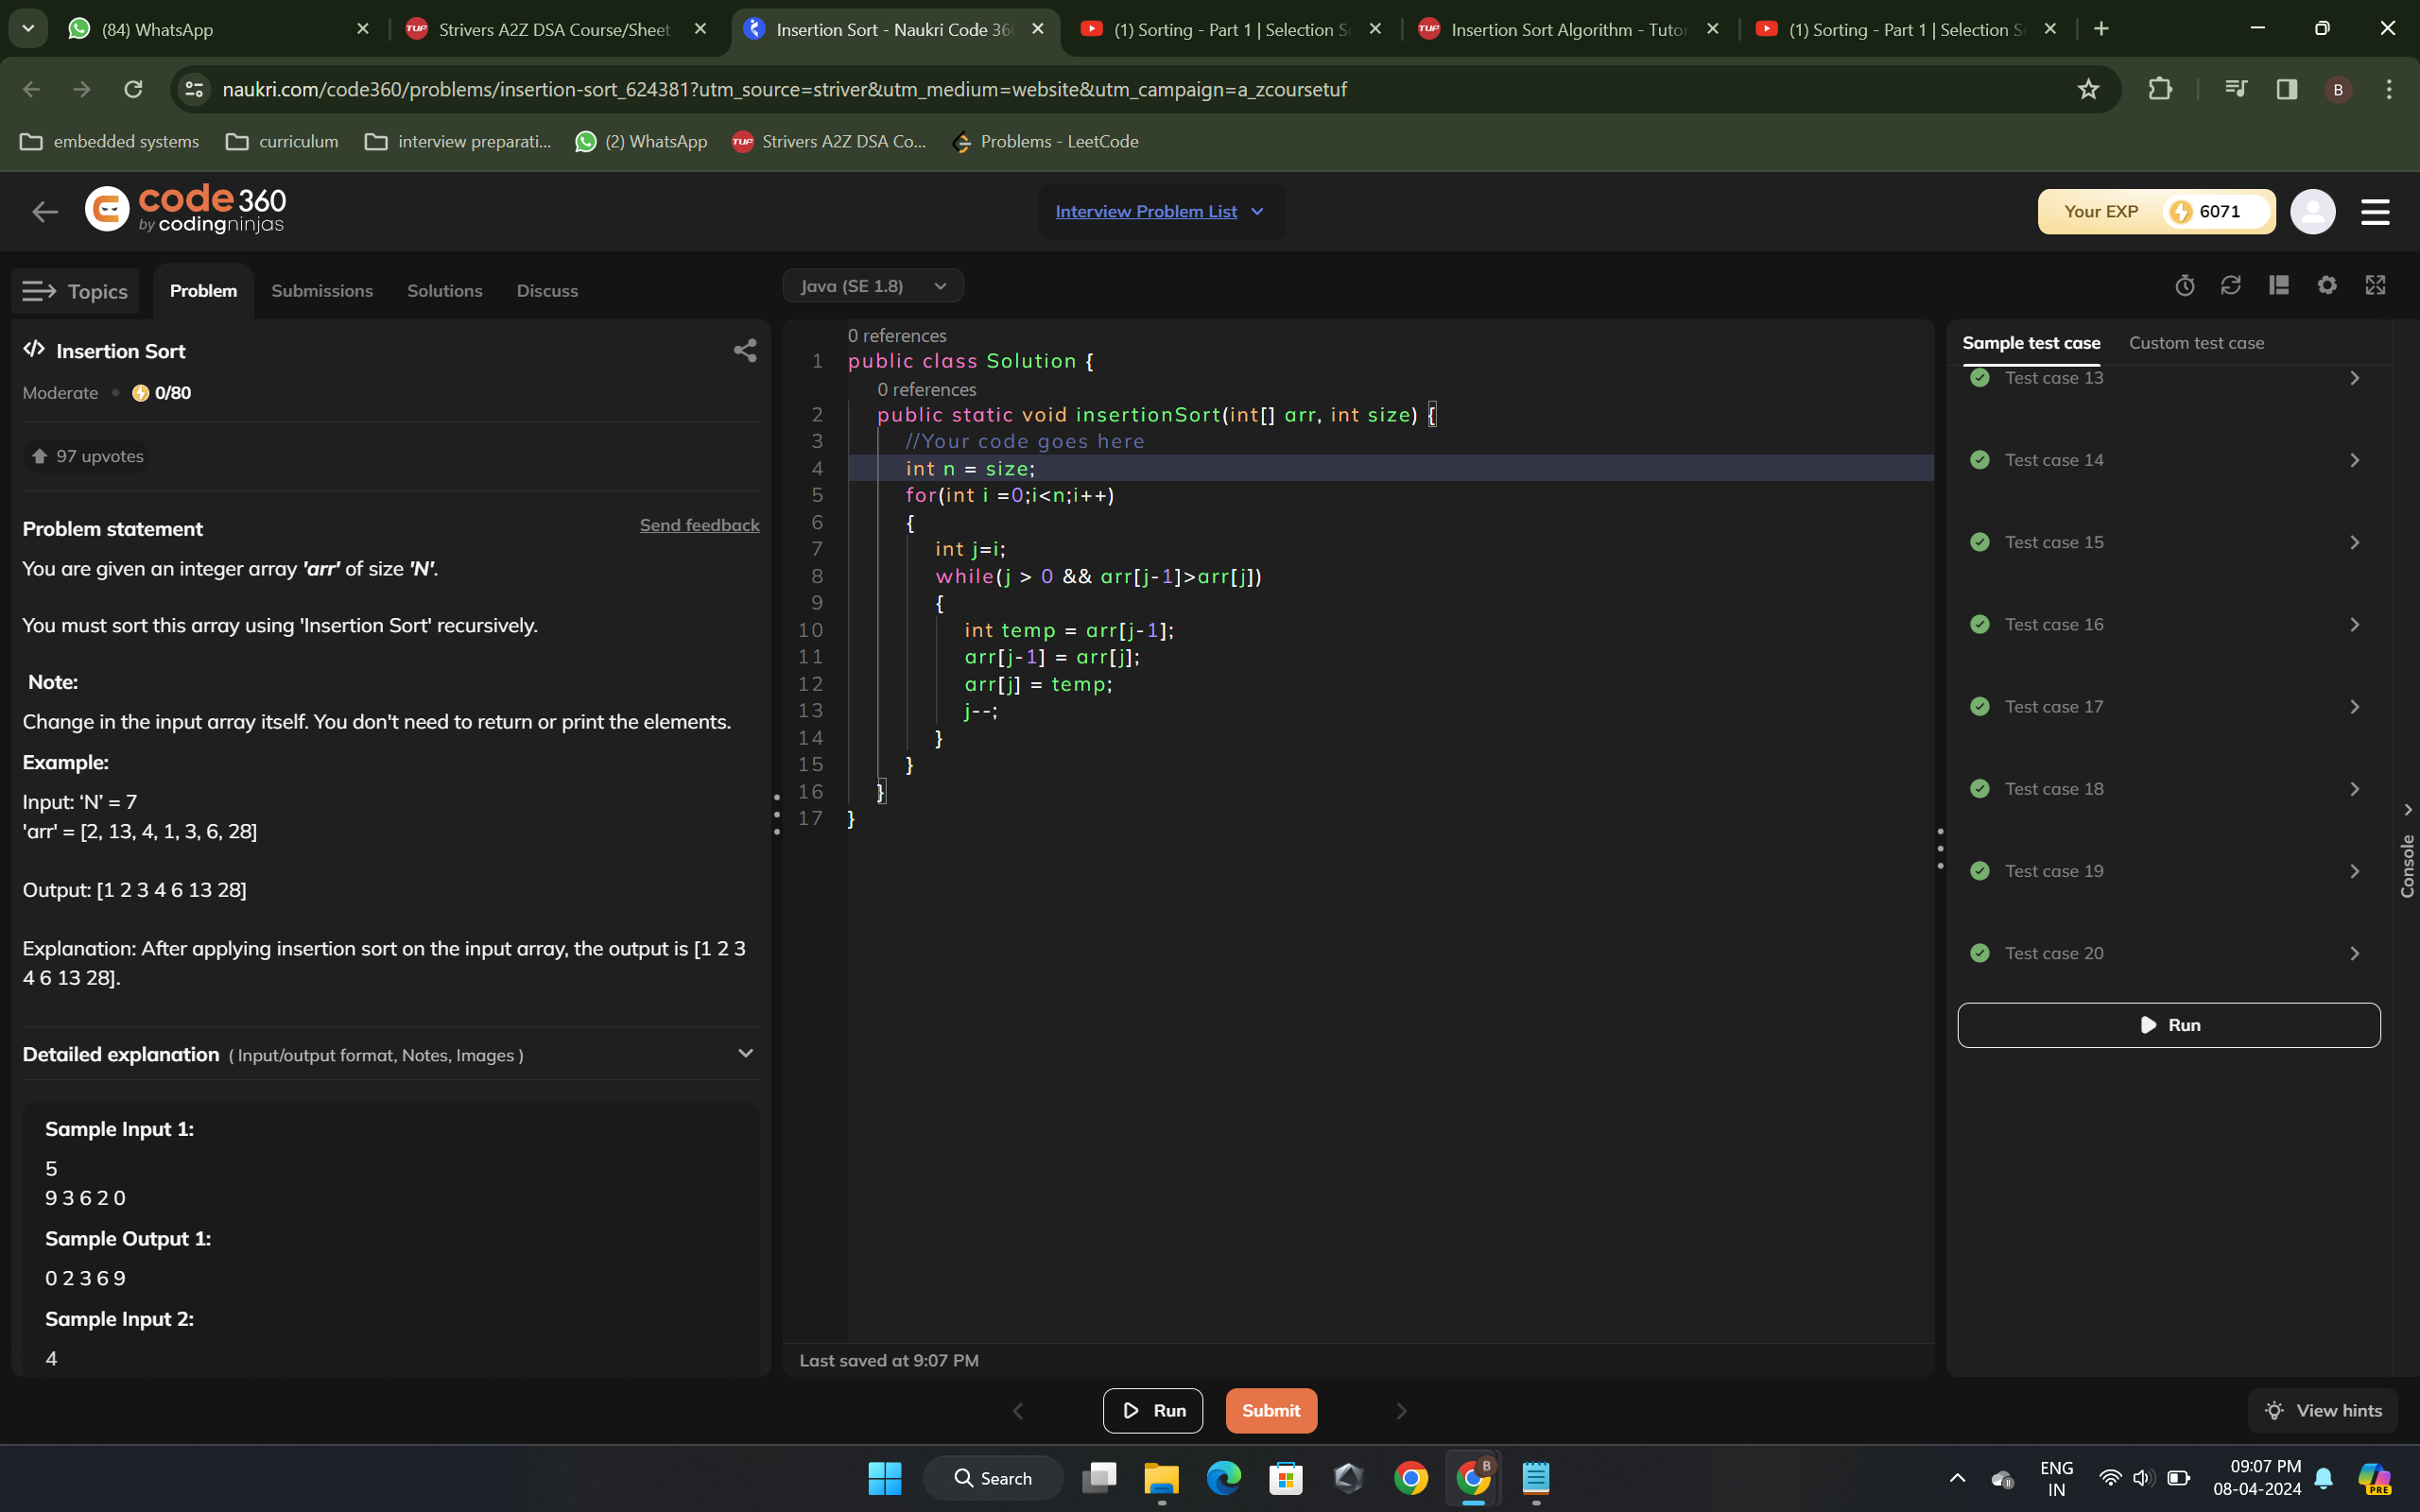 (84) WhatsApp
Strivers A2Z DSA Course/Sheet
Insertion Sort - Naukri Code 36
(1) Sorting - Part 1 | Selection S
Insertion Sort Algorithm - Tutor
(1) Sorting - Part 1 | Selection S
naukri.com/code360/problems/insertion-sort_624381?utm_source=striver&utm_medium=website&utm_campaign=a_zcoursetuf
B
embedded systems
curriculum
interview preparati...
(2) WhatsApp
Strivers A2Z DSA Co...
Problems - LeetCode
code 360
by codingninjas
Interview Problem List
Your EXP 6071
Topics
Problem
Submissions
Solutions
Discuss
Insertion Sort
Moderate • 0/80
97 upvotes
Problem statement
Send feedback
You are given an integer array 'arr' of size 'N'.
You must sort this array using 'Insertion Sort' recursively.
Note:
Change in the input array itself. You don't need to return or print the elements.
Example:
Input: ‘N’ = 7
'arr' = [2, 13, 4, 1, 3, 6, 28]
Output: [1 2 3 4 6 13 28]
Explanation: After applying insertion sort on the input array, the output is [1 2 3
4 6 13 28].
Detailed explanation ( Input/output format, Notes, Images )
Sample Input 1:
5
9 3 6 2 0
Sample Output 1:
0 2 3 6 9
Sample Input 2:
4
Java (SE 1.8)
0 references
1 public class Solution {
0 references
2 public static void insertionSort(int[] arr, int size) {
3 //Your code goes here
4 int n = size;
5 for(int i =0;i<n;i++)
6 {
7 int j=i;
8 while(j > 0 && arr[j-1]>arr[j])
9 {
10 int temp = arr[j-1];
11 arr[j-1] = arr[j];
12 arr[j] = temp;
13 j--;
14 }
15 }
16 }
17 }
Last saved at 9:07 PM
Run
Submit
Sample test case
Custom test case
Test case 13
Test case 14
Test case 15
Test case 16
Test case 17
Test case 18
Test case 19
Test case 20
Run
Console
View hints
Search
B
ENG
IN
09:07 PM
08-04-2024
PRE